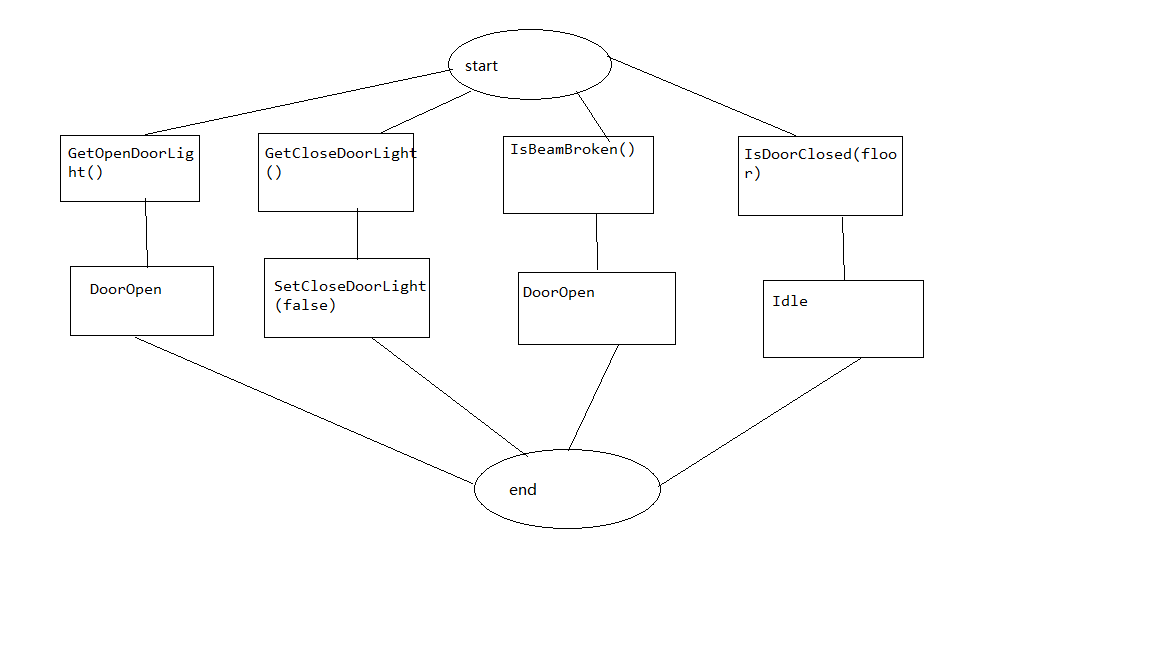 start
GetOpenDoorLig
ht()
GetCloseDoorLight
()
IsBeamBroken()
IsDoorClosed(floo
r)
DoorOpen
SetCloseDoorLight
(false)
DoorOpen
Idle
end